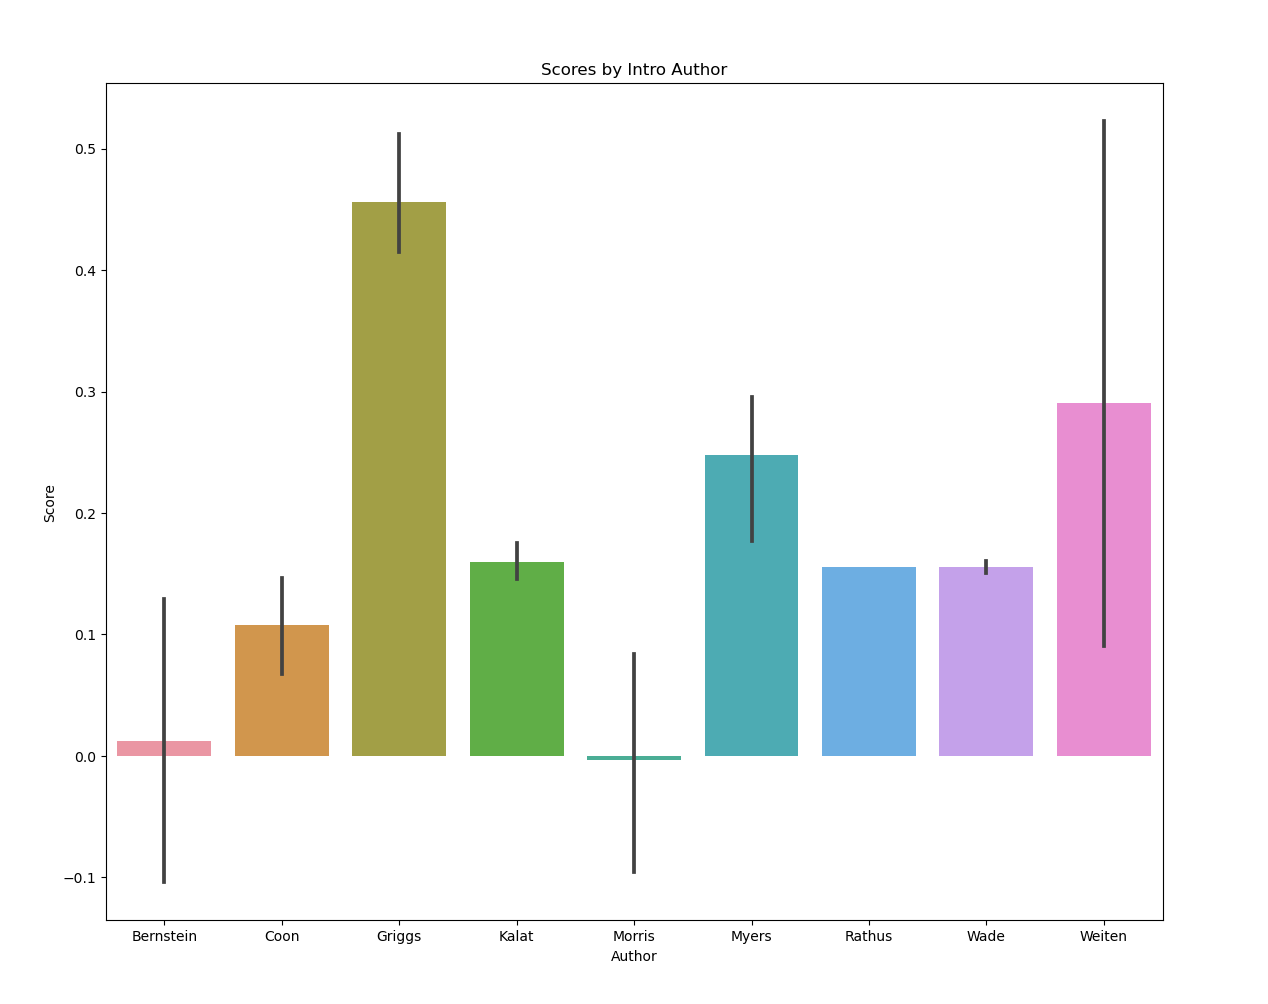 Scores by Intro Author
0.5
0.4
0.3
0.2
0.1
0.0
−0.1
Score
Bernstein Coon Griggs Kalat Morris Myers Rathus Wade Weiten
Author